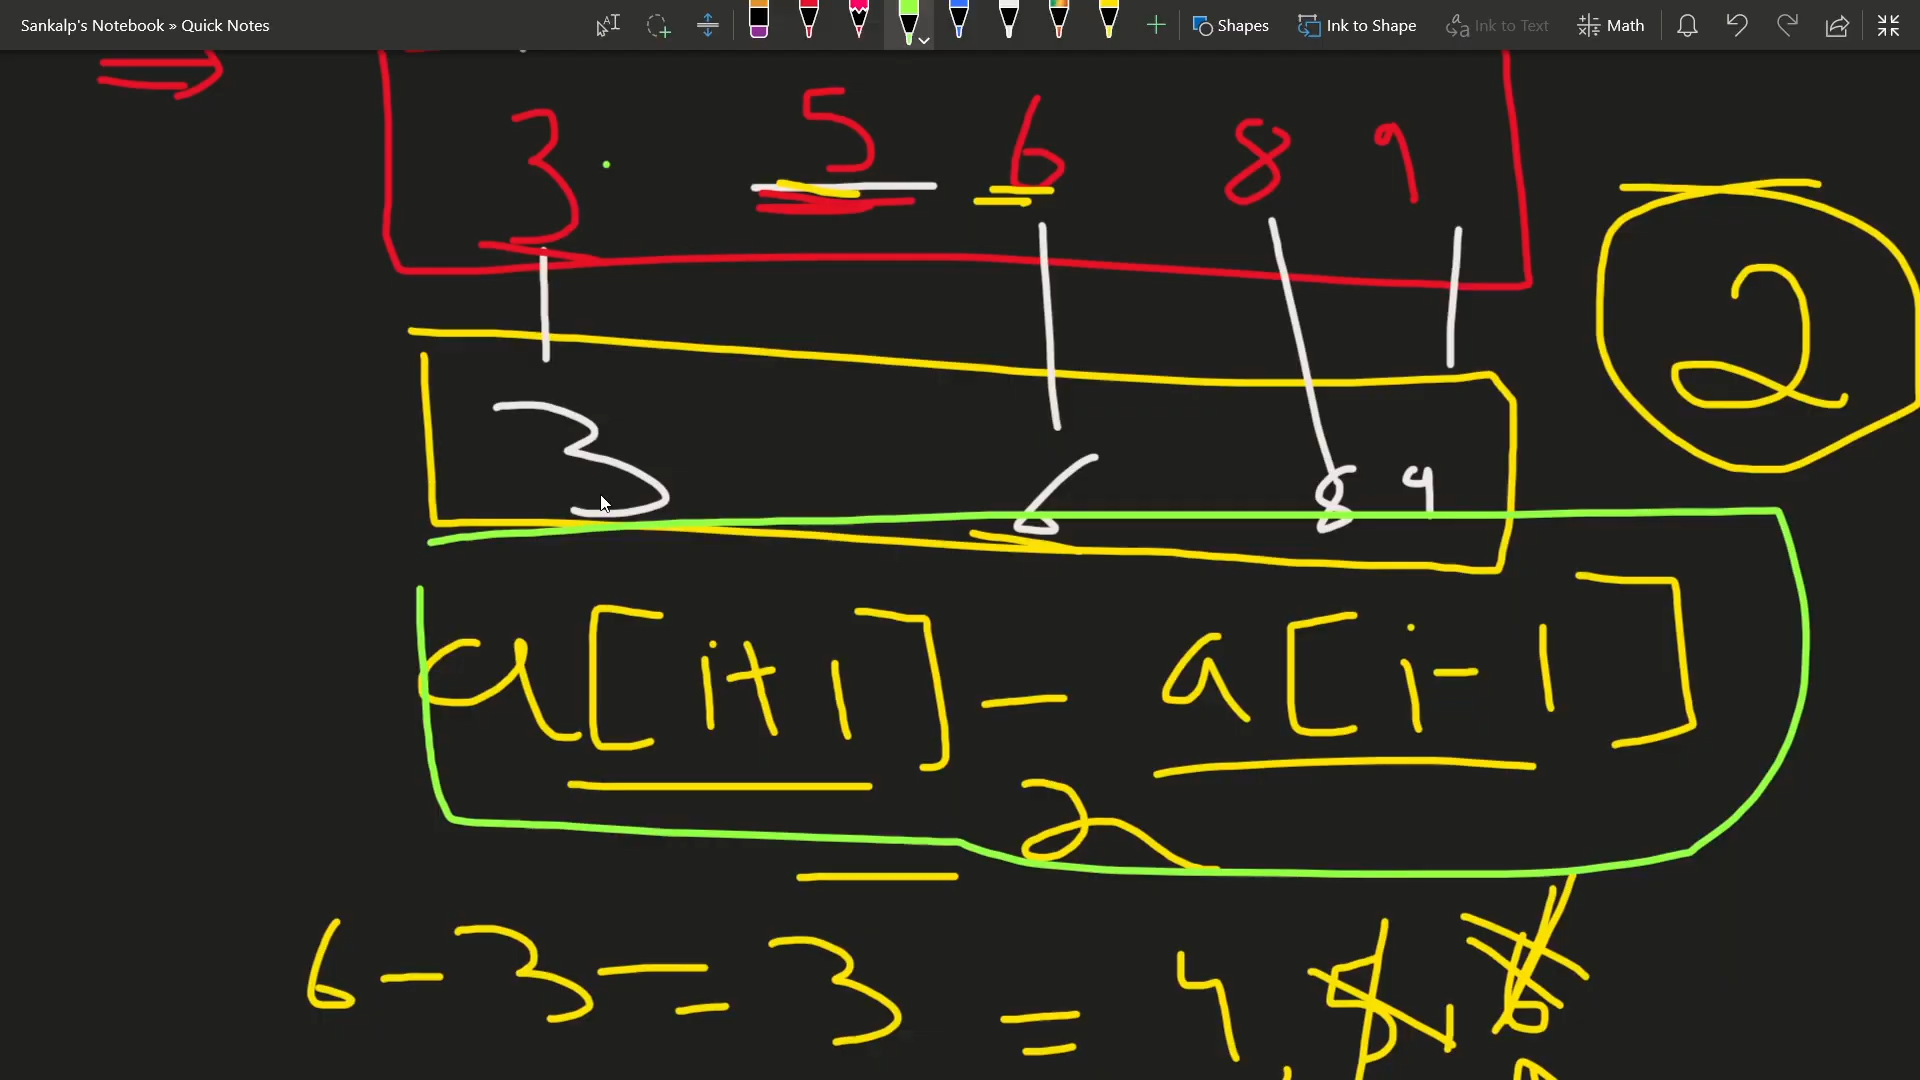 Sankalp's Notebook » Quick Notes
Shapes
Ink to Shape
Ink to Text
Math
3 5 6 8 9
2
3 6 8 9
a[i+1] - a[i-1]
2
6-3 = 3 = 4,